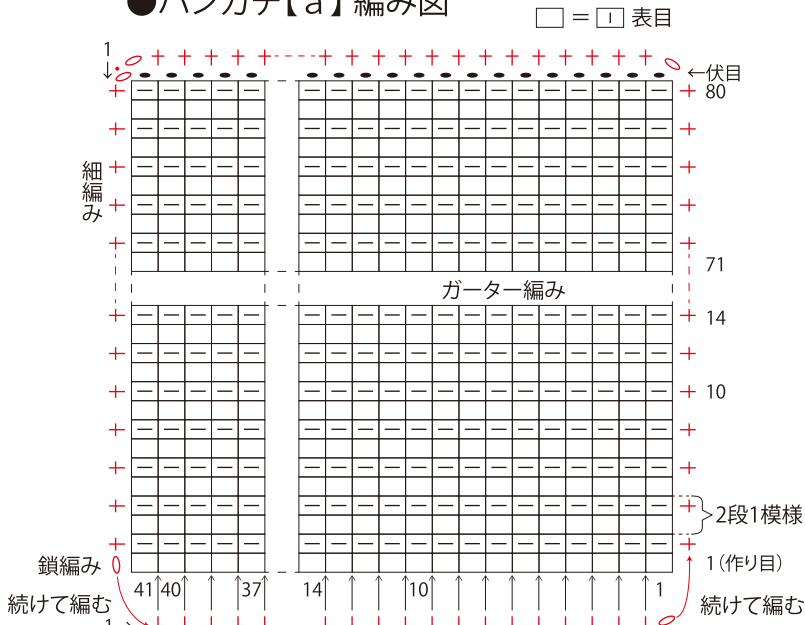 ●ハンカチ【a】編み図
□=□ 表目
1
←伏目
80
細編み
71
ガーター編み
14
10
2段1模様
鎖編み
1(作り目)
41 40 37 14 10 1
続けて編む
続けて編む
1